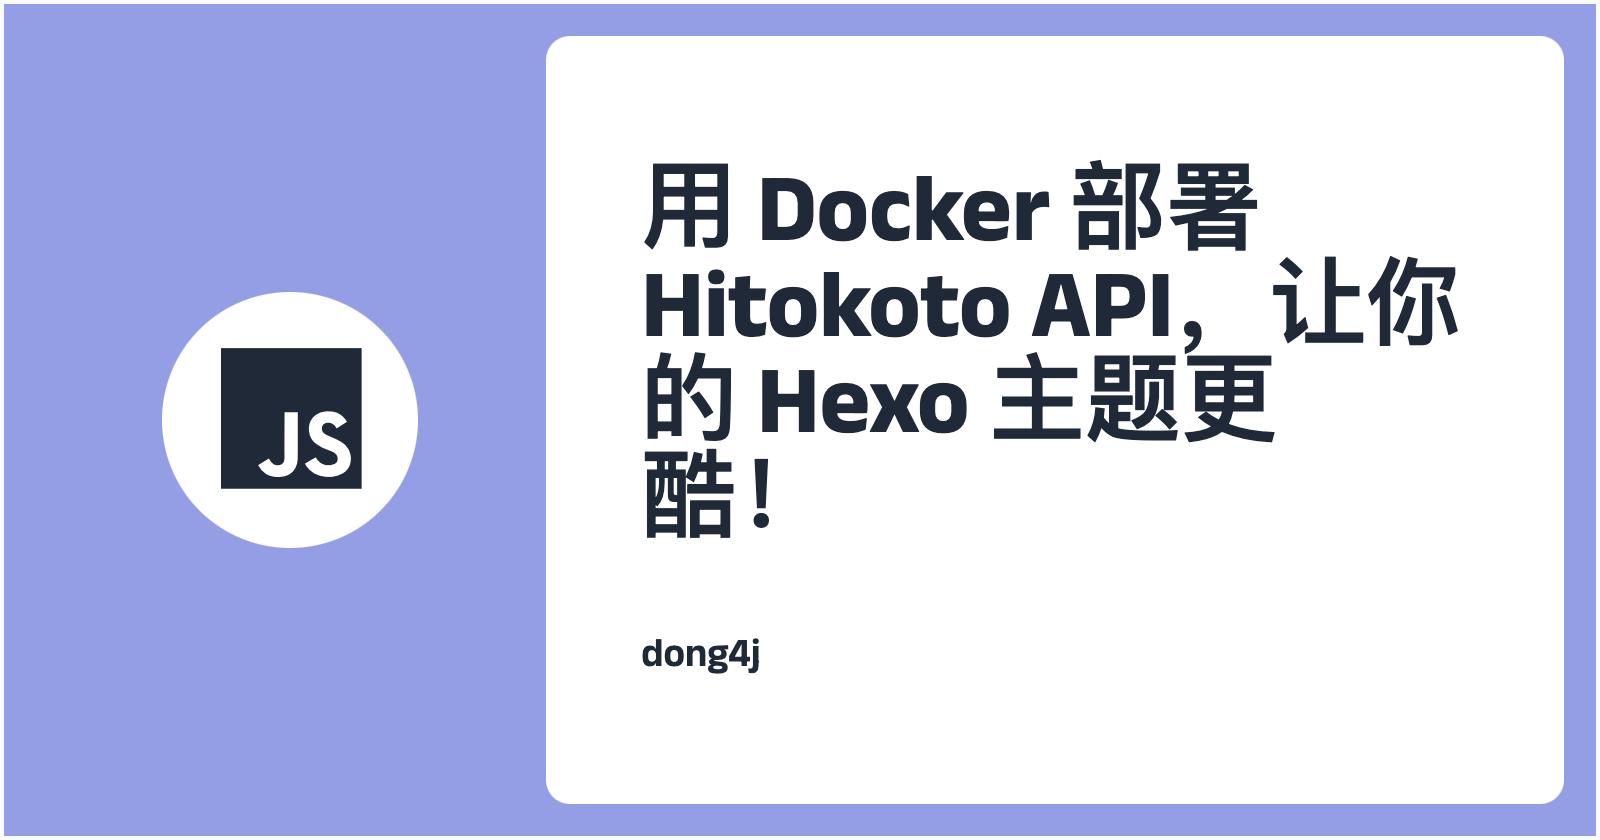 JS
用 Docker 部署
Hitokoto API，让你
的 Hexo 主题更
酷！
dong4j